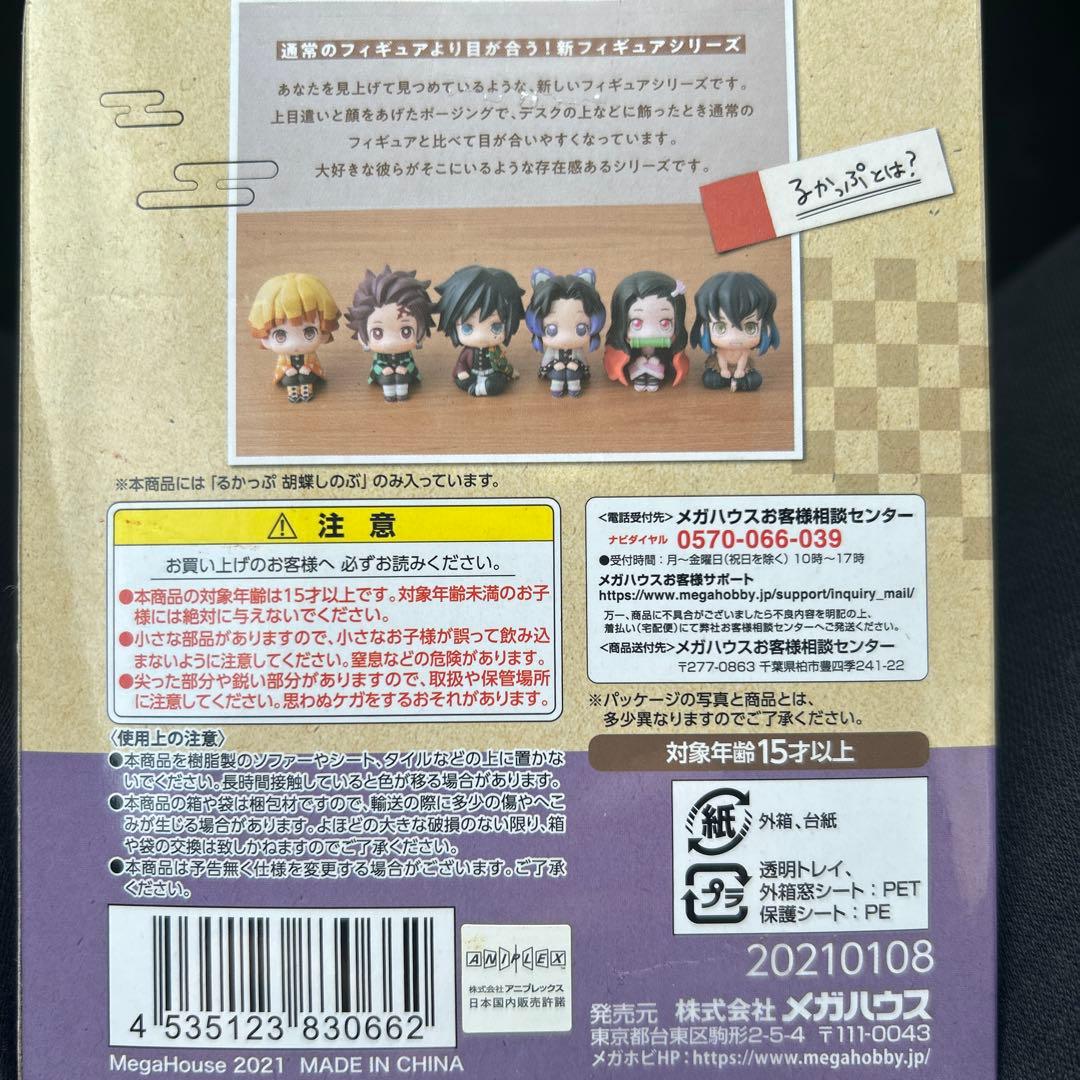 通常のフィギュアより目が合う!新フィギュアシリーズ
あなたを見上げて見つめているような、新しいフィギュアシリーズです。
上目遣いと顔をあげたポージングで、デスクの上などに飾ったとき通常の
フィギュアと比べて目が合いやすくなっています。
大好きな彼らがそこにいるような存在感あるシリーズです。
るかっぷとは?
※本商品には「るかっぷ 胡蝶しのぶ」のみ入っています。
注意
お買い上げのお客様へ 必ずお読みください。
●本商品の対象年齢は15才以上です。対象年齢未満のお子
様には絶対に与えないでください。
●小さな部品がありますので、小さなお子様が誤って飲み込
まないように注意してください。窒息などの危険があります。
●尖った部分や鋭い部分がありますので、取扱や保管場所
に注意してください。思わぬケガをするおそれがあります。
〈使用上の注意〉
●本商品を樹脂製のソファーやシート、タイルなどの上に置かな
いでください。長時間接触していると色が移る場合があります。
●本商品の箱や袋は梱包材ですので、輸送の際に多少の傷やへこ
みが生じる場合があります。よほどの大きな破損のない限り、箱
や袋の交換は致しかねますのでご了承ください。
●本商品は予告無く仕様を変更する場合がございます。ご了承
ください。
<電話受付先>メガハウスお客様相談センター
ナビダイヤル 0570-066-039
●受付時間:月~金曜日(祝日を除く)10時~17時
メガハウスお客様サポート
https://www.megahobby.jp/support/inquiry_mail/
万一、商品に不具合がございましたら不良内容を明記の上、
着払い(宅配便)にて弊社お客様相談センターへご発送ください。
<商品送付先>メガハウスお客様相談センター
〒277-0863 千葉県柏市豊四季241-22
※パッケージの写真と商品とは、
多少異なりますのでご了承ください。
対象年齢15才以上
紙
外箱、台紙
プラ
透明トレイ、
外箱窓シート:PET
保護シート:PE
4 535123 830662
MegaHouse 2021 MADE IN CHINA
ANIPLEX
株式会社アニプレックス
日本国内販売許諾
20210108
発売元 株式会社メガハウス
東京都台東区駒形2-5-4 〒111-0043
メガホビHP:https://www.megahobby.jp/